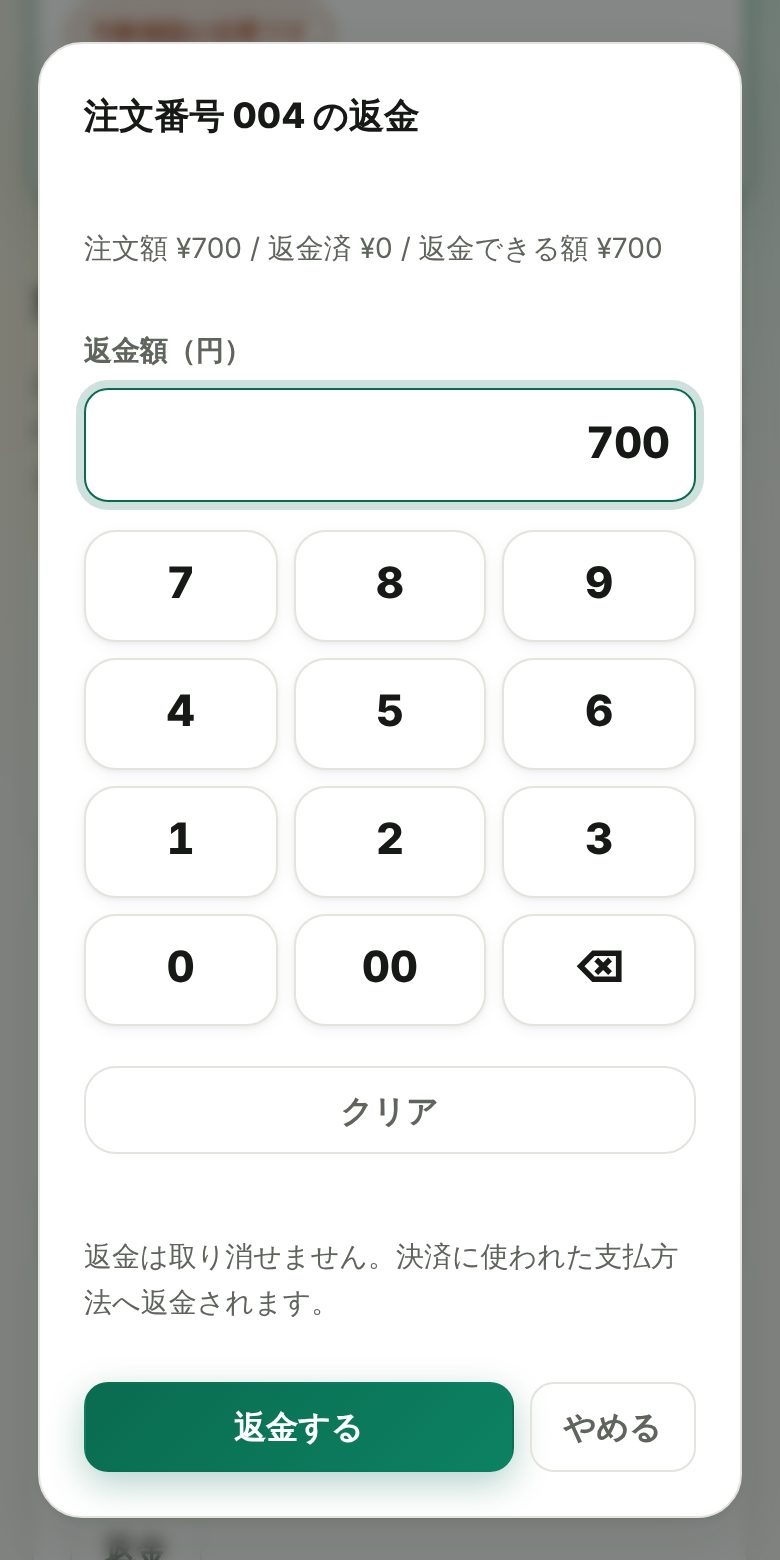 注文番号 004 の返金
注文額 ¥700 / 返金済 ¥0 / 返金できる額 ¥700
返金額（円）
700
7 8 9
4 5 6
1 2 3
0 00
クリア
返金は取り消せません。決済に使われた支払方
法へ返金されます。
返金する やめる